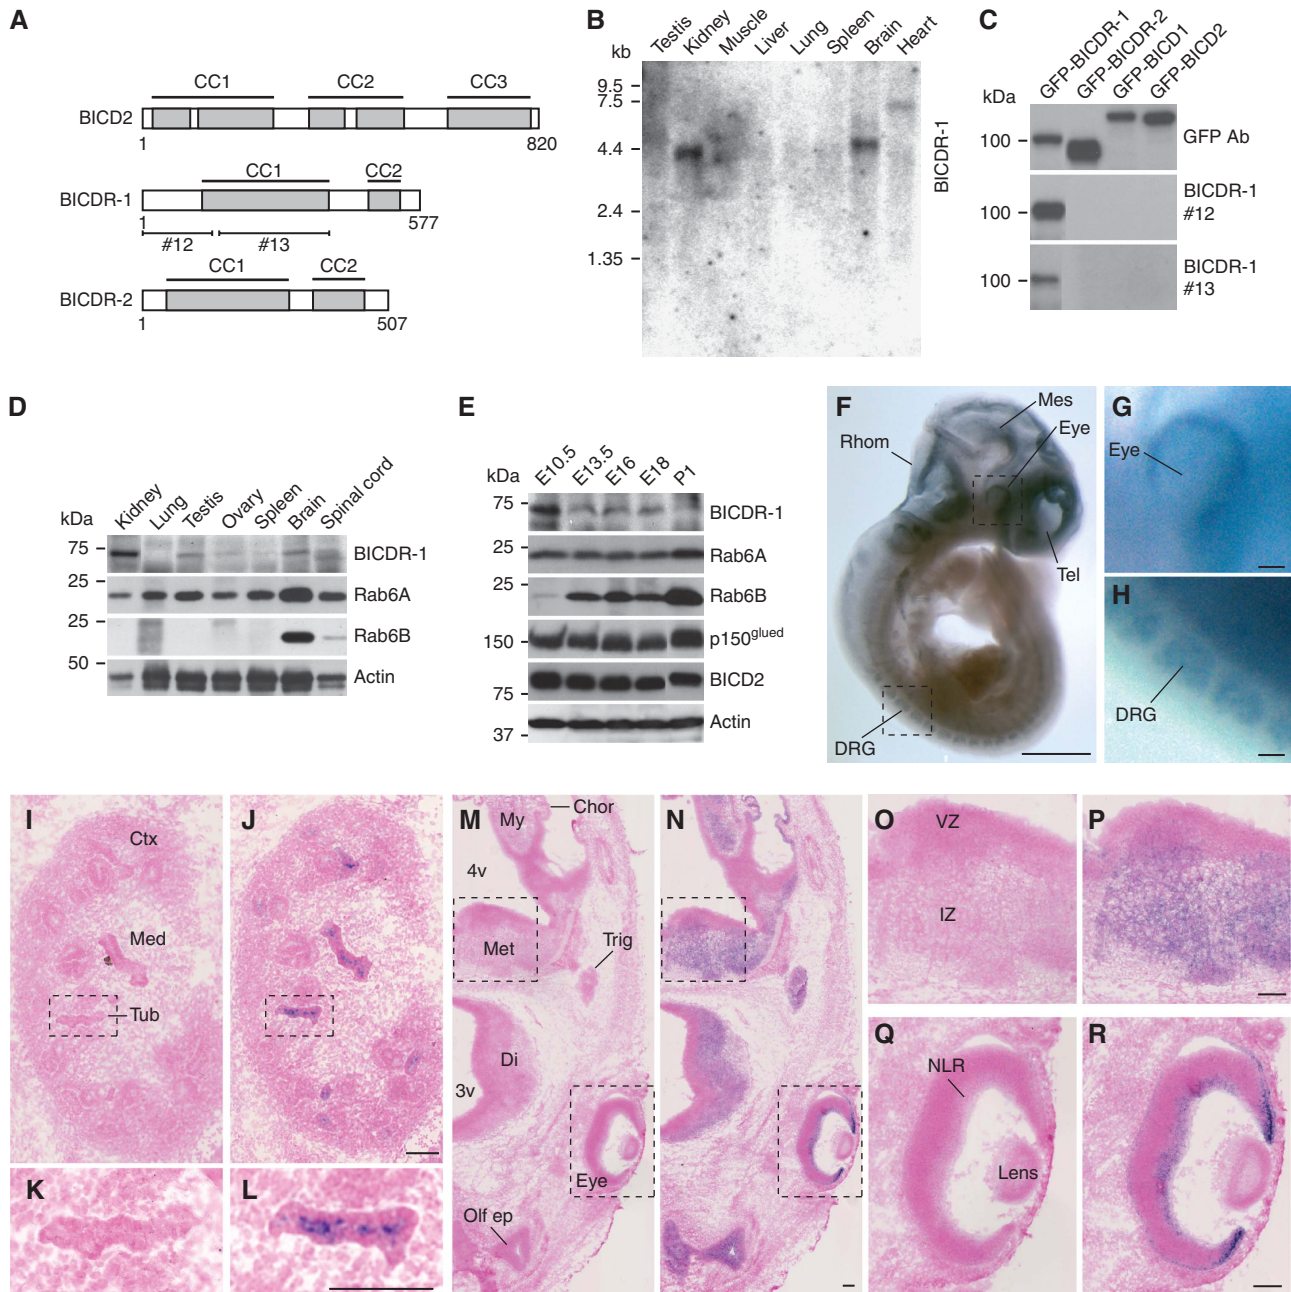 A
CC1 CC2 CC3
BICD2
1 820
CC1 CC2
BICDR-1
1 577
#12 #13
CC1 CC2
BICDR-2
1 507
B
kb
Testis Kidney Muscle Liver Lung Spleen Brain Heart
9.5
7.5
4.4
2.4
1.35
BICDR-1
C
kDa
GFP-BICDR-1 GFP-BICDR-2 GFP-BICD1 GFP-BICD2
100 GFP Ab
100 BICDR-1
#12
100 BICDR-1
#13
D
kDa
Kidney Lung Testis Ovary Spleen Brain Spinal cord
75 BICDR-1
25 Rab6A
25 Rab6B
50 Actin
E
kDa
E10.5 E13.5 E16 E18 P1
75 BICDR-1
25 Rab6A
25 Rab6B
150 p150glued
BICD2
75
Actin
37
F
Mes
Eye
Rhom
Tel
DRG
G
Eye
H
DRG
I
Ctx
Med
Tub
J
K
L
M
My
Chor
4v
Met
Trig
Di
3v
Eye
Olf ep
N
O
VZ
IZ
P
Q
NLR
Lens
R